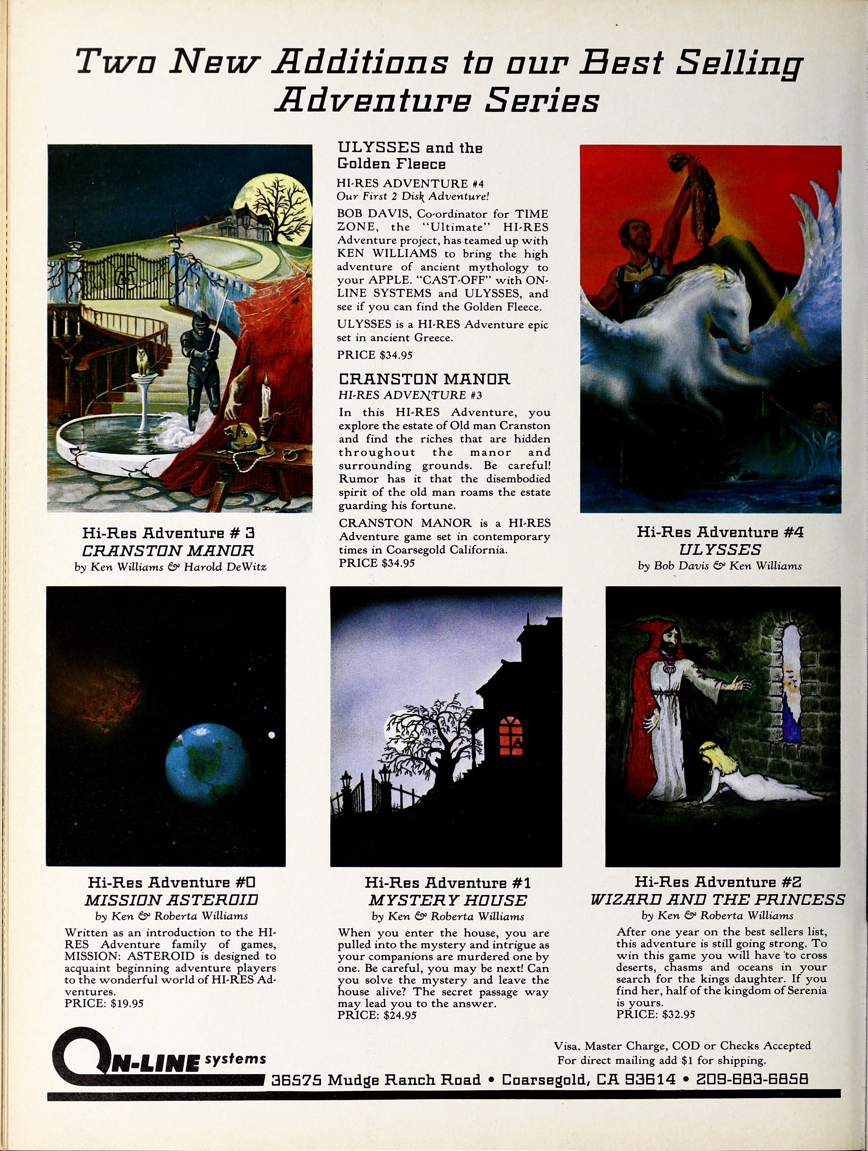 Two New Additions to our Best Selling
Adventure Series
ULYSSES and the
Golden Fleece
HI-RES ADVENTURE #4
Our First 2 Disk Adventure!
BOB DAVIS, Co-ordinator for TIME
ZONE, the "Ultimate" HI-RES
Adventure project, has teamed up with
KEN WILLIAMS to bring the high
adventure of ancient mythology to
your APPLE. "CAST-OFF" with ON-
LINE SYSTEMS and ULYSSES, and
see if you can find the Golden Fleece.
ULYSSES is a HI-RES Adventure epic
set in ancient Greece.
PRICE $34.95
CRANSTON MANOR
HI-RES ADVENTURE #3
In this HI-RES Adventure, you
explore the estate of Old man Cranston
and find the riches that are hidden
throughout the manor and
surrounding grounds. Be careful!
Rumor has it that the disembodied
spirit of the old man roams the estate
guarding his fortune.
CRANSTON MANOR is a HI-RES
Adventure game set in contemporary
times in Coarsegold California.
PRICE $34.95
Hi-Res Adventure # 3
CRANSTON MANOR
by Ken Williams & Harold DeWitz
Hi-Res Adventure #4
ULYSSES
by Bob Davis & Ken Williams
Hi-Res Adventure #0
MISSION ASTEROID
by Ken & Roberta Williams
Written as an introduction to the HI-
RES Adventure family of games,
MISSION: ASTEROID is designed to
acquaint beginning adventure players
to the wonderful world of HI-RES Ad-
ventures.
PRICE: $19.95
Hi-Res Adventure #1
MYSTERY HOUSE
by Ken & Roberta Williams
When you enter the house, you are
pulled into the mystery and intrigue as
your companions are murdered one by
one. Be careful, you may be next! Can
you solve the mystery and leave the
house alive? The secret passage way
may lead you to the answer.
PRICE: $24.95
Hi-Res Adventure #2
WIZARD AND THE PRINCESS
by Ken & Roberta Williams
After one year on the best sellers list,
this adventure is still going strong. To
win this game you will have to cross
deserts, chasms and oceans in your
search for the kings daughter. If you
find her, half of the kingdom of Serenia
is yours.
PRICE: $32.95
ON-LINE systems
Visa, Master Charge, COD or Checks Accepted
For direct mailing add $1 for shipping.
36575 Mudge Ranch Road • Coarsegold, CA 93614 • 209-683-6858